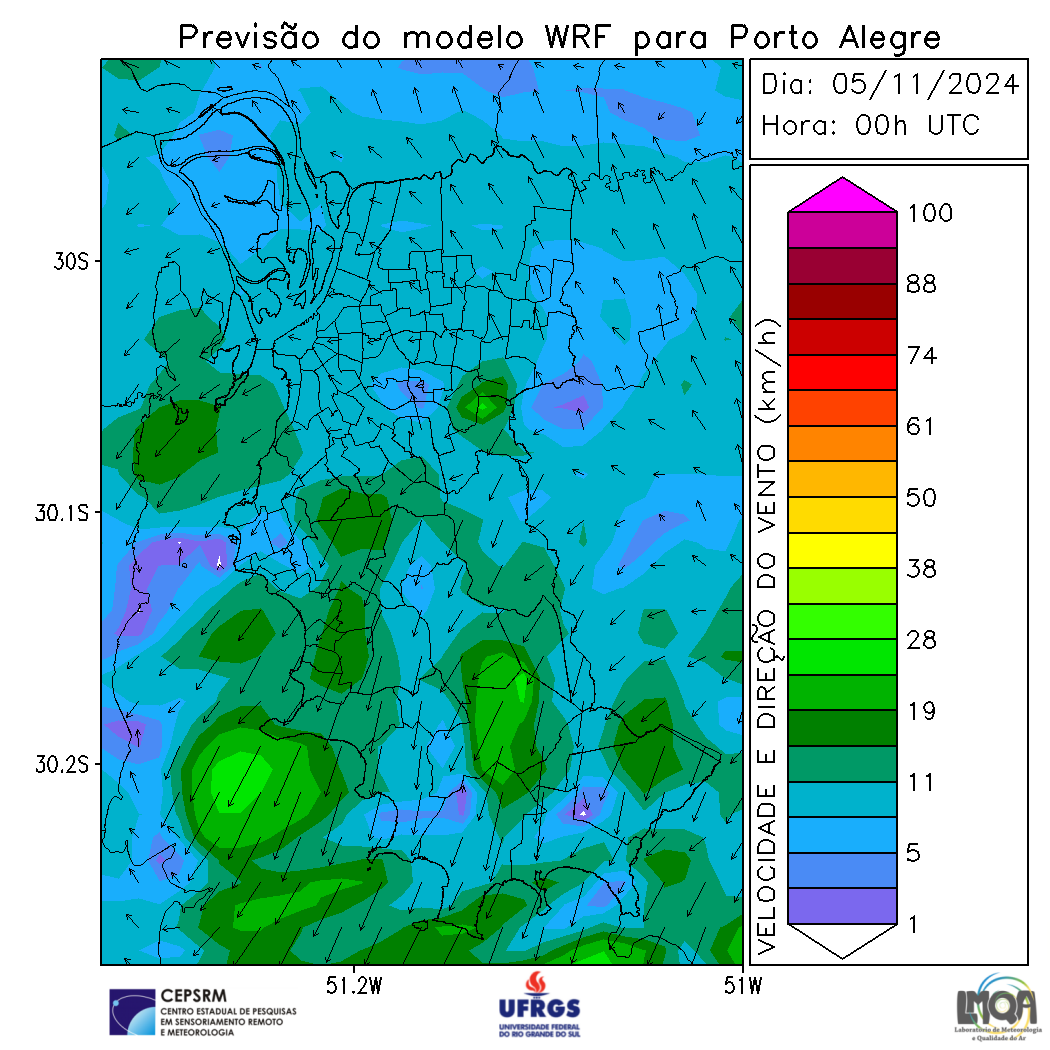 Previsão do modelo WRF para Porto Alegre
Dia: 05/11/2024
Hora: 00h UTC
30S
30.1S
30.2S
51.2W
51W
VELOCIDADE E DIREÇÃO DO VENTO (km/h)
100
88
74
61
50
38
28
19
11
5
1
CEPSRM
CENTRO ESTADUAL DE PESQUISAS
EM SENSORIAMENTO REMOTO
E METEOROLOGIA
UFRGS
UNIVERSIDADE FEDERAL
DO RIO GRANDE DO SUL
LMQA
Laboratório de Meteorologia
e Qualidade do Ar